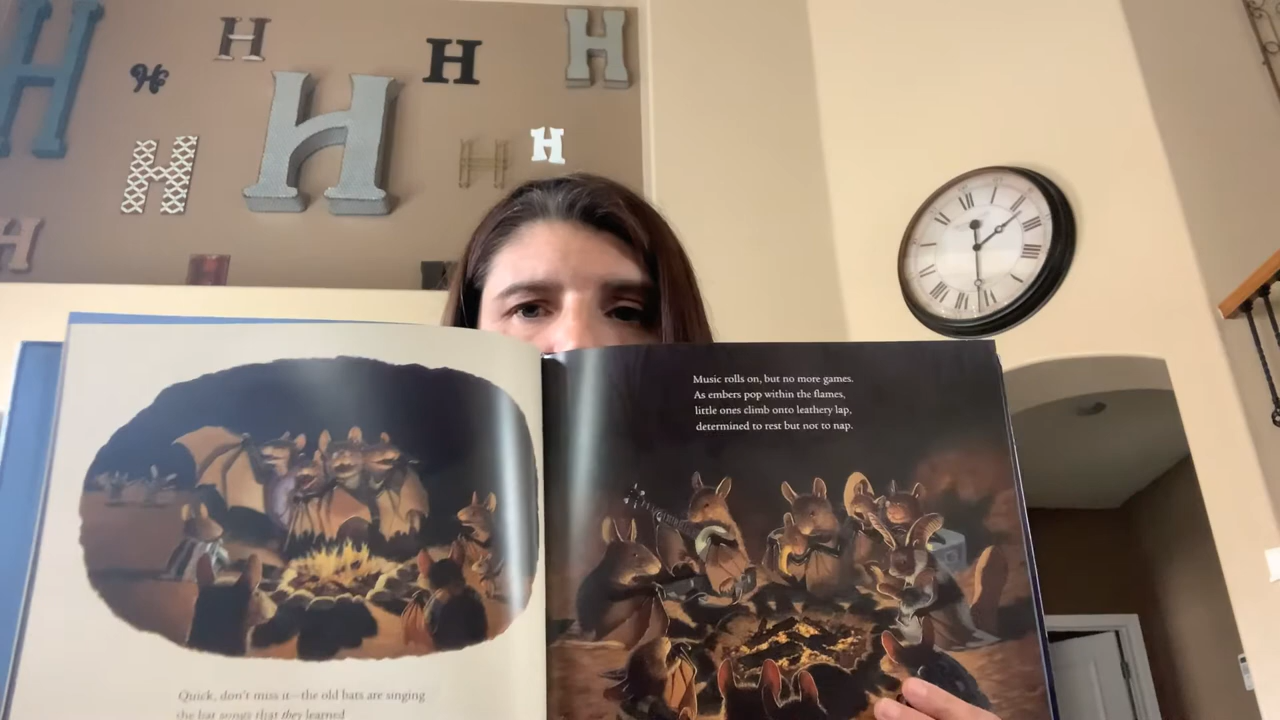 H
H
H
H
H
H
H
H
H
H
Quick, don't miss it—the old bats are singing
the bat songs that they learned
Music rolls on, but no more games.
As embers pop within the flames,
little ones climb onto leathery lap,
determined to rest but not to nap.